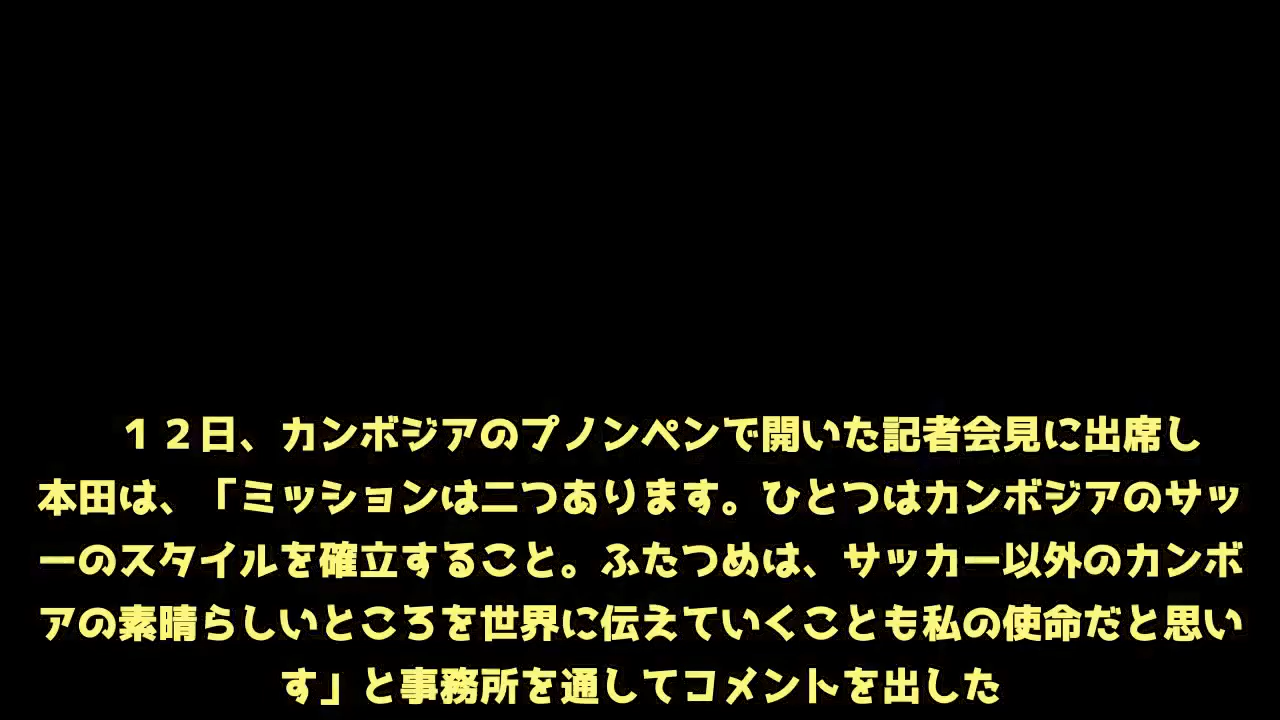 １２日、カンボジアのプノンペンで開いた記者会見に出席し
本田は、「ミッションは二つあります。ひとつはカンボジアのサッ
ーのスタイルを確立すること。ふたつめは、サッカー以外のカンボ
アの素晴らしいところを世界に伝えていくことも私の使命だと思い
す」と事務所を通してコメントを出した